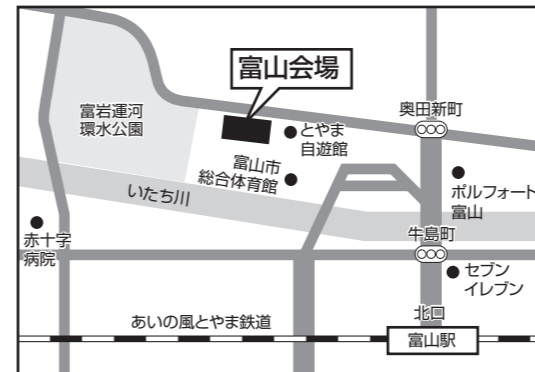 富山会場
奥田新町
富岩運河
環水公園
とやま
自遊館
富山市
総合体育館
ボルフォート
富山
いたち川
赤十字
病院
牛島町
セブン
イレブン
北口
あいの風とやま鉄道
富山駅